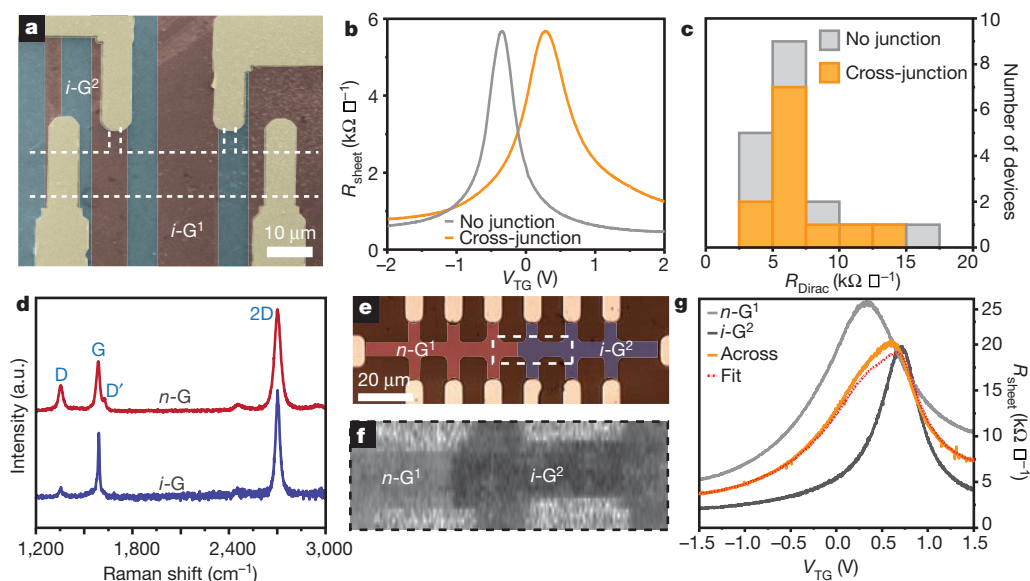 a
i-G²
i-G¹
10 μm
b
R_sheet (kΩ □⁻¹)
6
4
2
0
−2
−1
0
1
2
V_TG (V)
No junction
Cross-junction
c
No junction
Cross-junction
10
8
6
4
2
0
Number of devices
0
5
10
15
20
R_Dirac (kΩ □⁻¹)
d
Intensity (a.u.)
D
G
D′
2D
n-G
i-G
1,200
1,800
2,400
3,000
Raman shift (cm⁻¹)
e
n-G¹
i-G²
20 μm
f
n-G¹
i-G²
g
n-G¹
i-G²
Across
Fit
25
20
15
10
5
0
R_sheet (kΩ □⁻¹)
−1.5
−1.0
−0.5
0.0
0.5
1.0
1.5
V_TG (V)